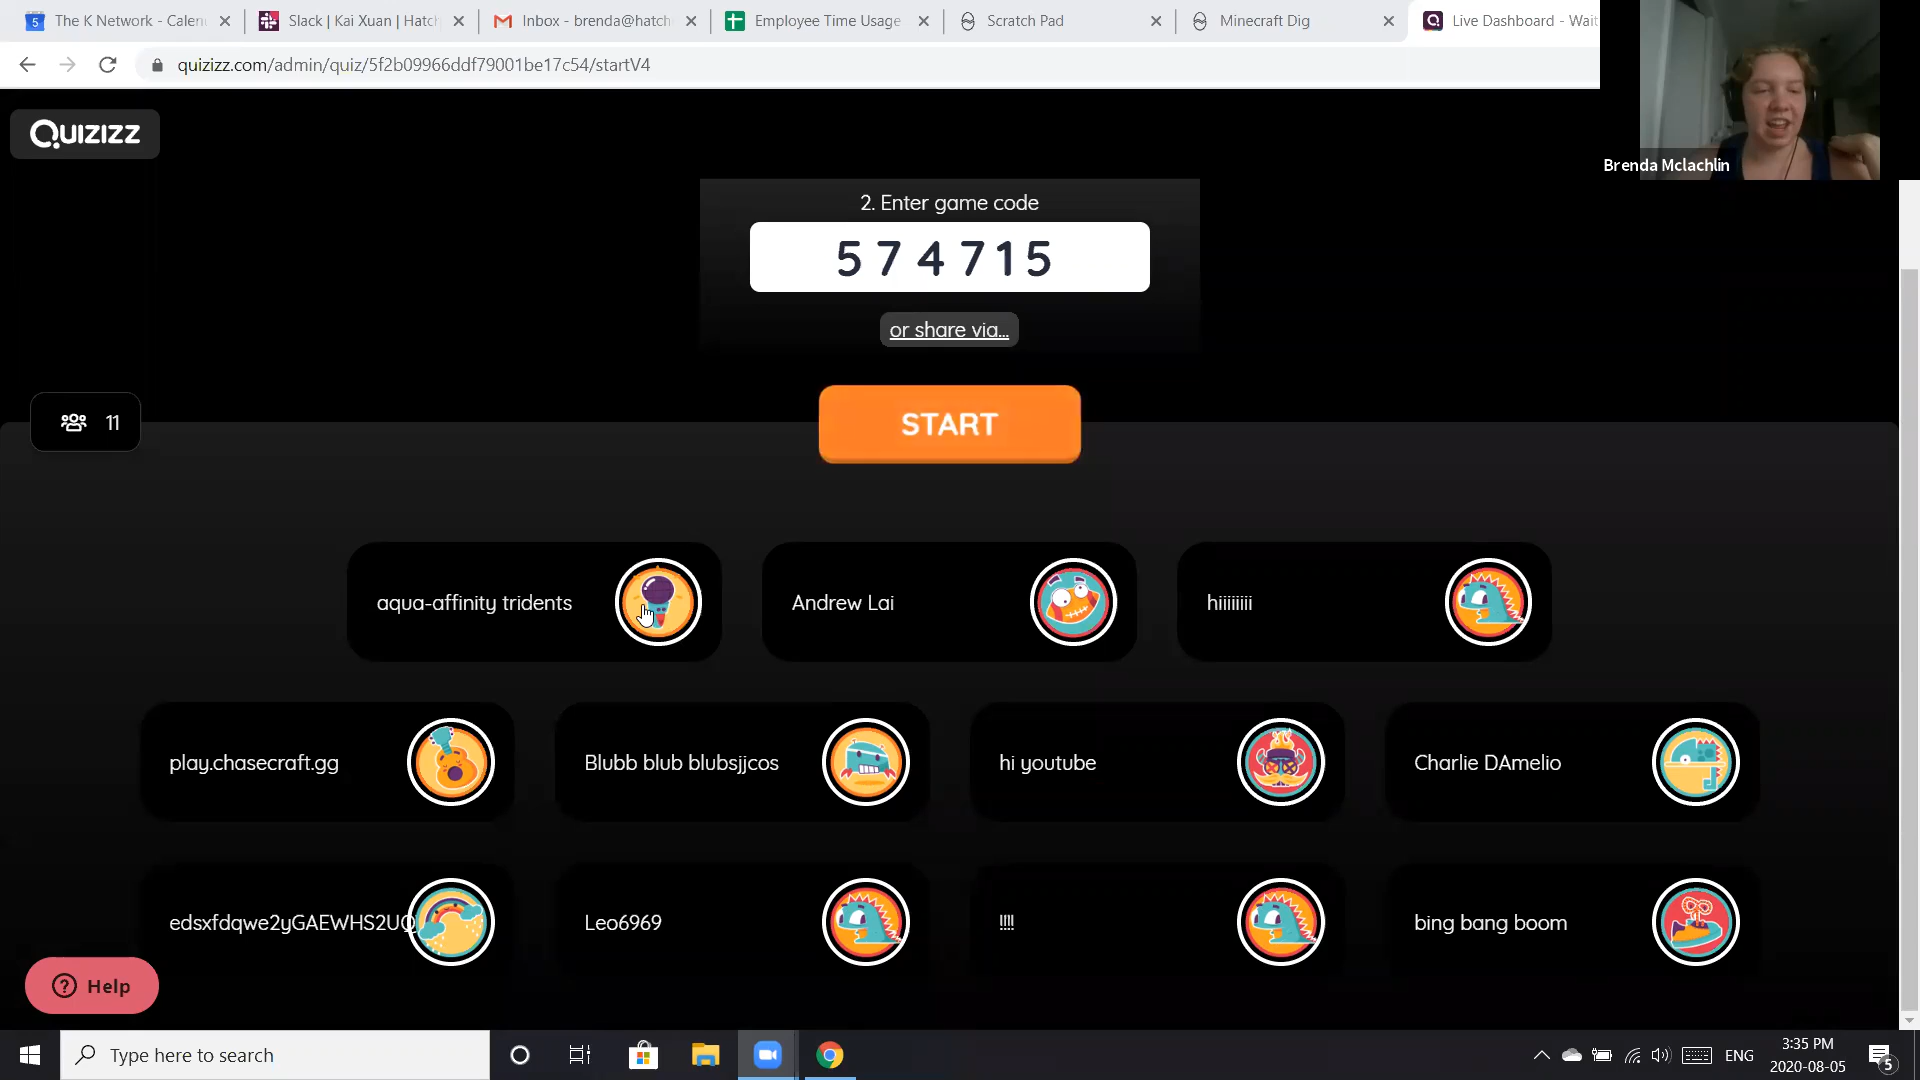 The K Network - Calen
Slack | Kai Xuan | Hatch
Inbox - brenda@hatch
Employee Time Usage
Scratch Pad
Minecraft Dig
Live Dashboard - Wait
quizizz.com/admin/quiz/5f2b09966ddf79001be17c54/startV4
Brenda Mclachlin
Quizizz
2. Enter game code
574715
or share via...
11
START
aqua-affinity tridents
Andrew Lai
hiiiiiiii
play.chasecraft.gg
Blubb blub blubsjjcos
hi youtube
Charlie DAmelio
edsxfdqwe2yGAEWHS2UQ
Leo6969
!!!!
bing bang boom
Help
Type here to search
ENG
3:35 PM
2020-08-05
5